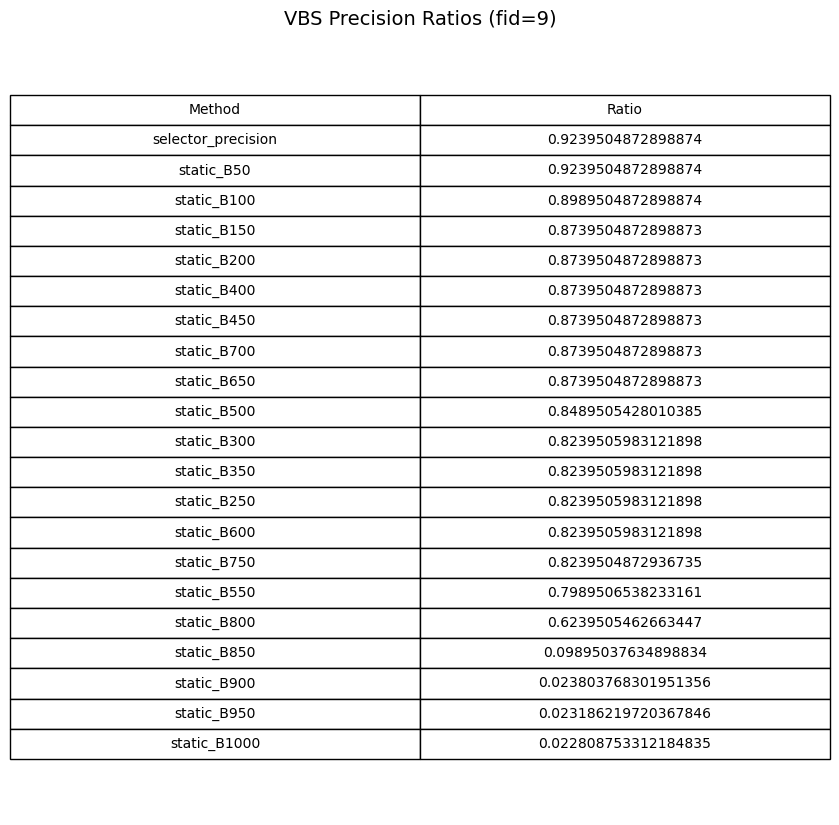 VBS Precision Ratios (fid=9)
Method Ratio
selector_precision 0.9239504872898874
static_B50 0.9239504872898874
static_B100 0.8989504872898874
static_B150 0.8739504872898873
static_B200 0.8739504872898873
static_B400 0.8739504872898873
static_B450 0.8739504872898873
static_B700 0.8739504872898873
static_B650 0.8739504872898873
static_B500 0.8489505428010385
static_B300 0.8239505983121898
static_B350 0.8239505983121898
static_B250 0.8239505983121898
static_B600 0.8239505983121898
static_B750 0.8239504872936735
static_B550 0.7989506538233161
static_B800 0.6239505462663447
static_B850 0.09895037634898834
static_B900 0.023803768301951356
static_B950 0.023186219720367846
static_B1000 0.022808753312184835